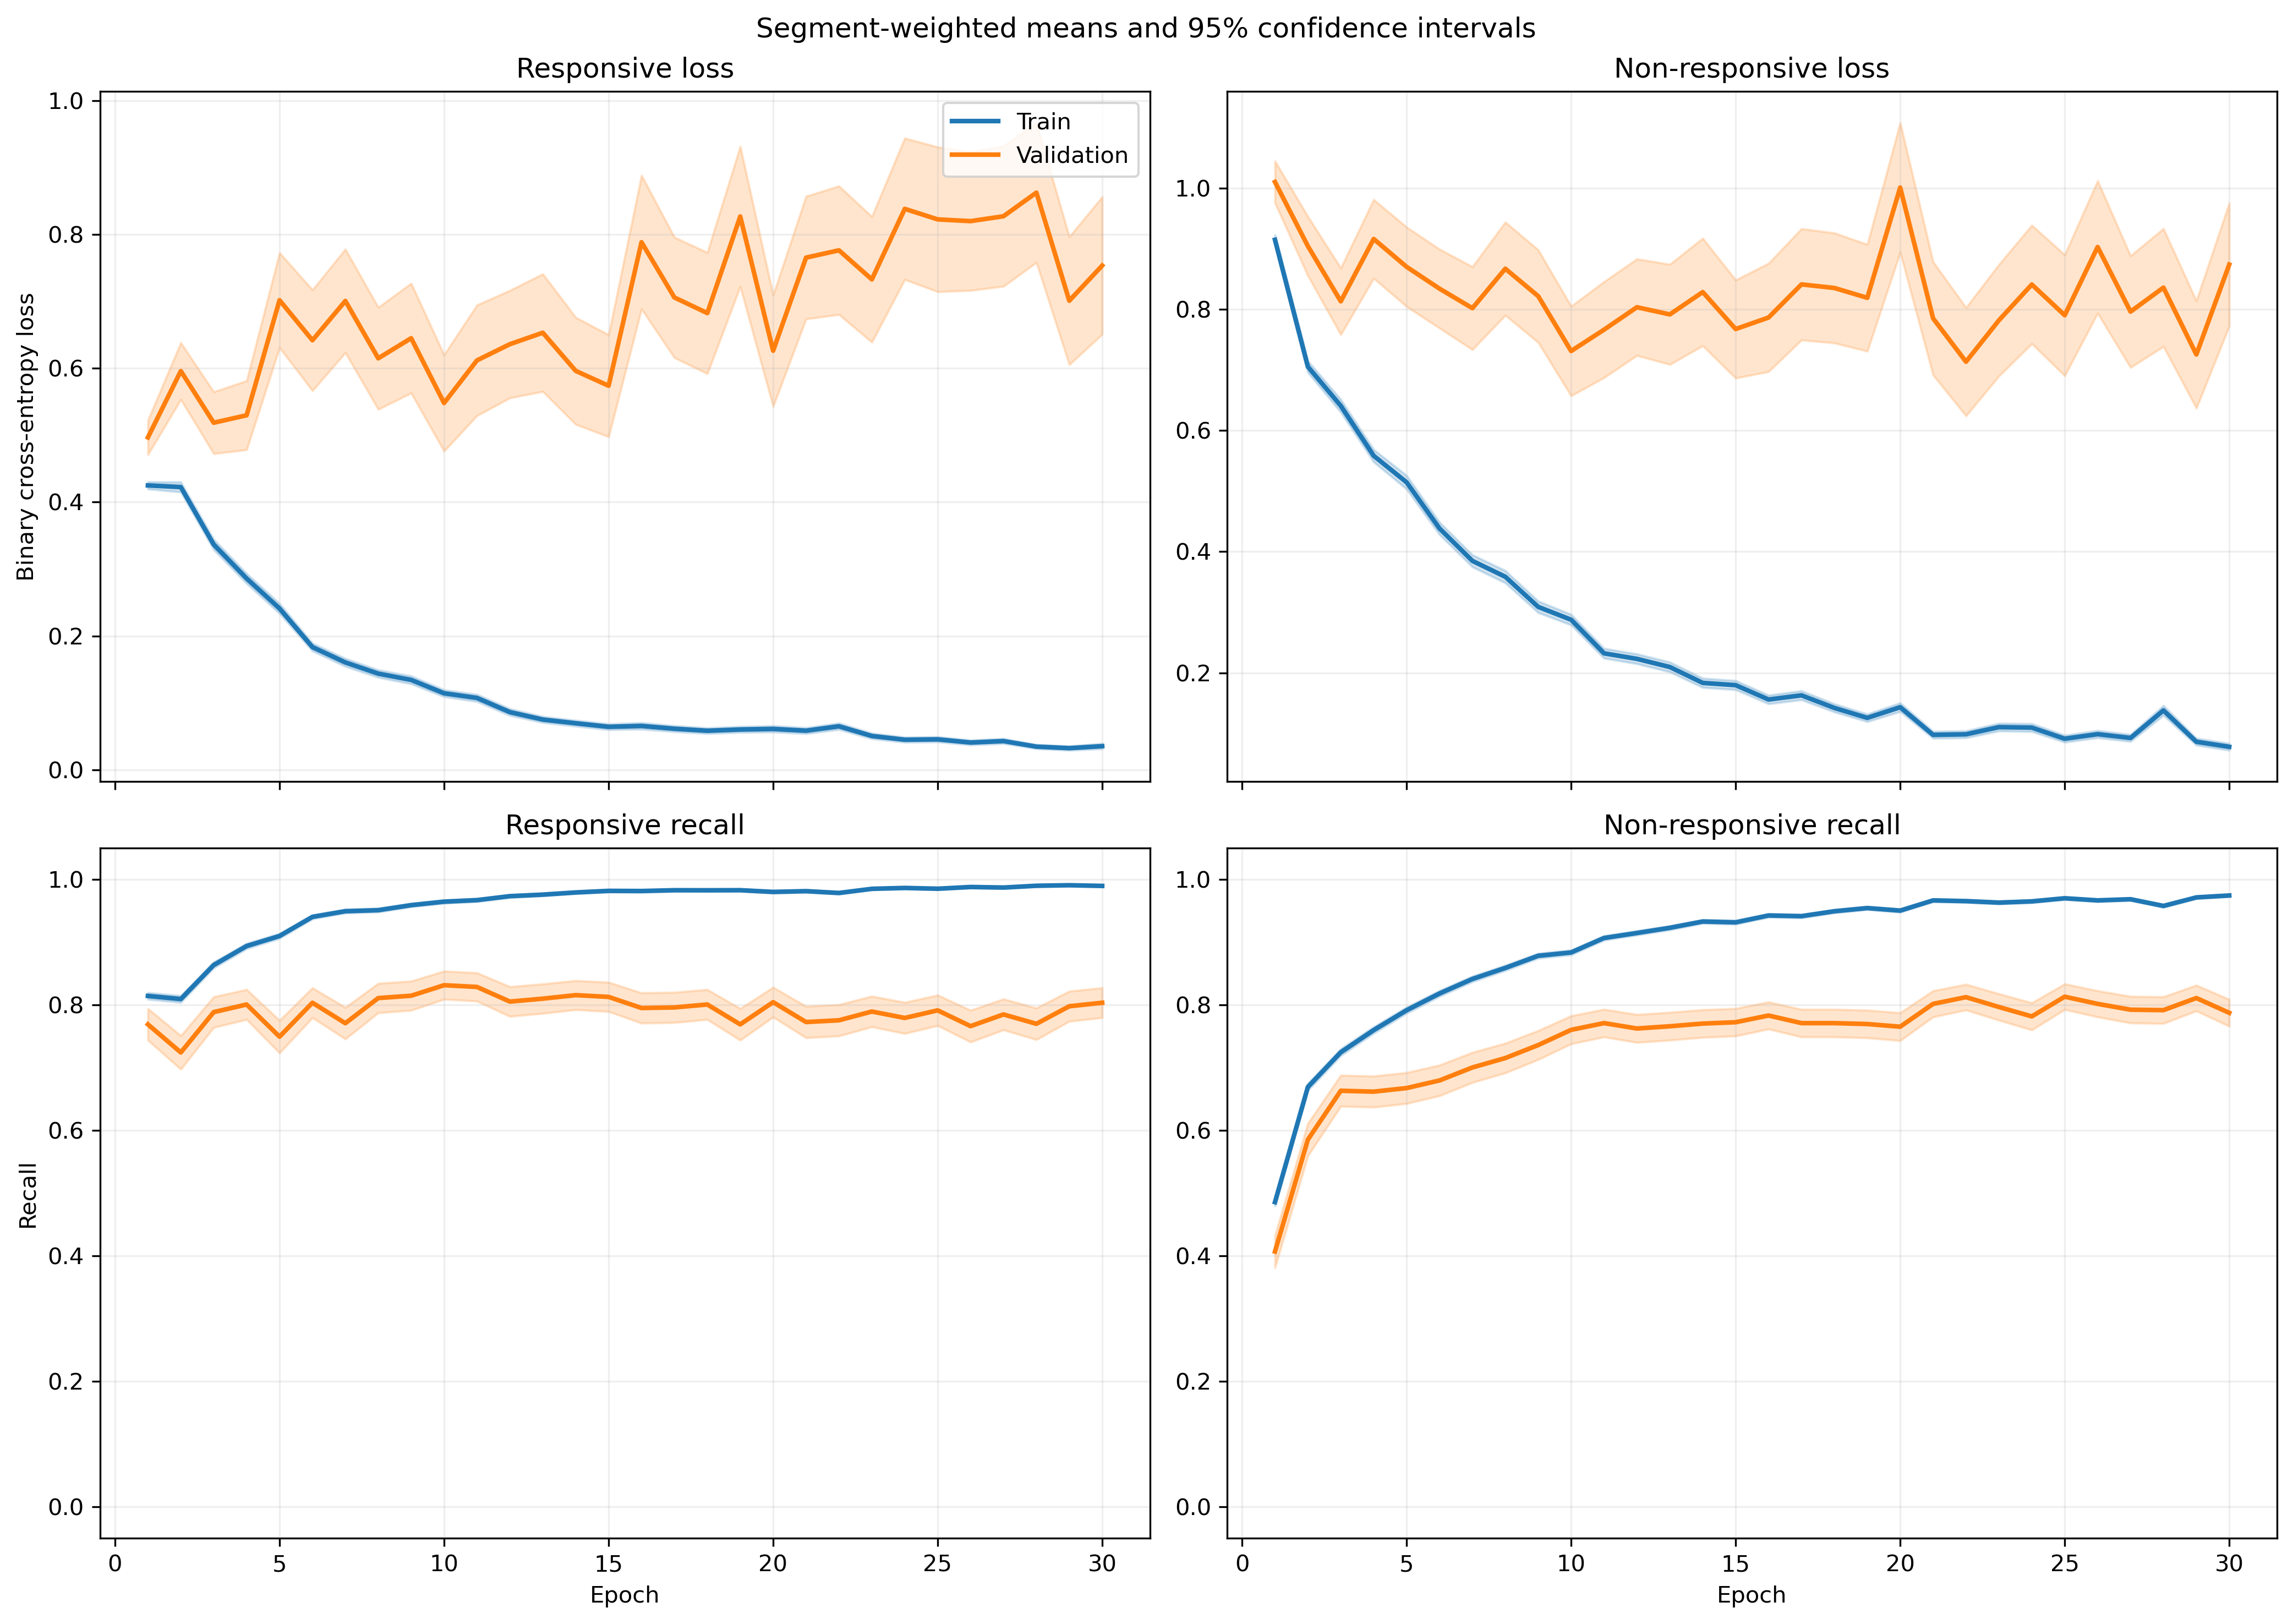 Segment-weighted means and 95% confidence intervals
Responsive loss
Non-responsive loss
Train
Validation
Binary cross-entropy loss
1.0
0.8
0.6
0.4
0.2
0.0
1.0
0.8
0.6
0.4
0.2
Responsive recall
Non-responsive recall
Recall
1.0
0.8
0.6
0.4
0.2
0.0
0 5 10 15 20 25 30
Epoch
1.0
0.8
0.6
0.4
0.2
0.0
0 5 10 15 20 25 30
Epoch